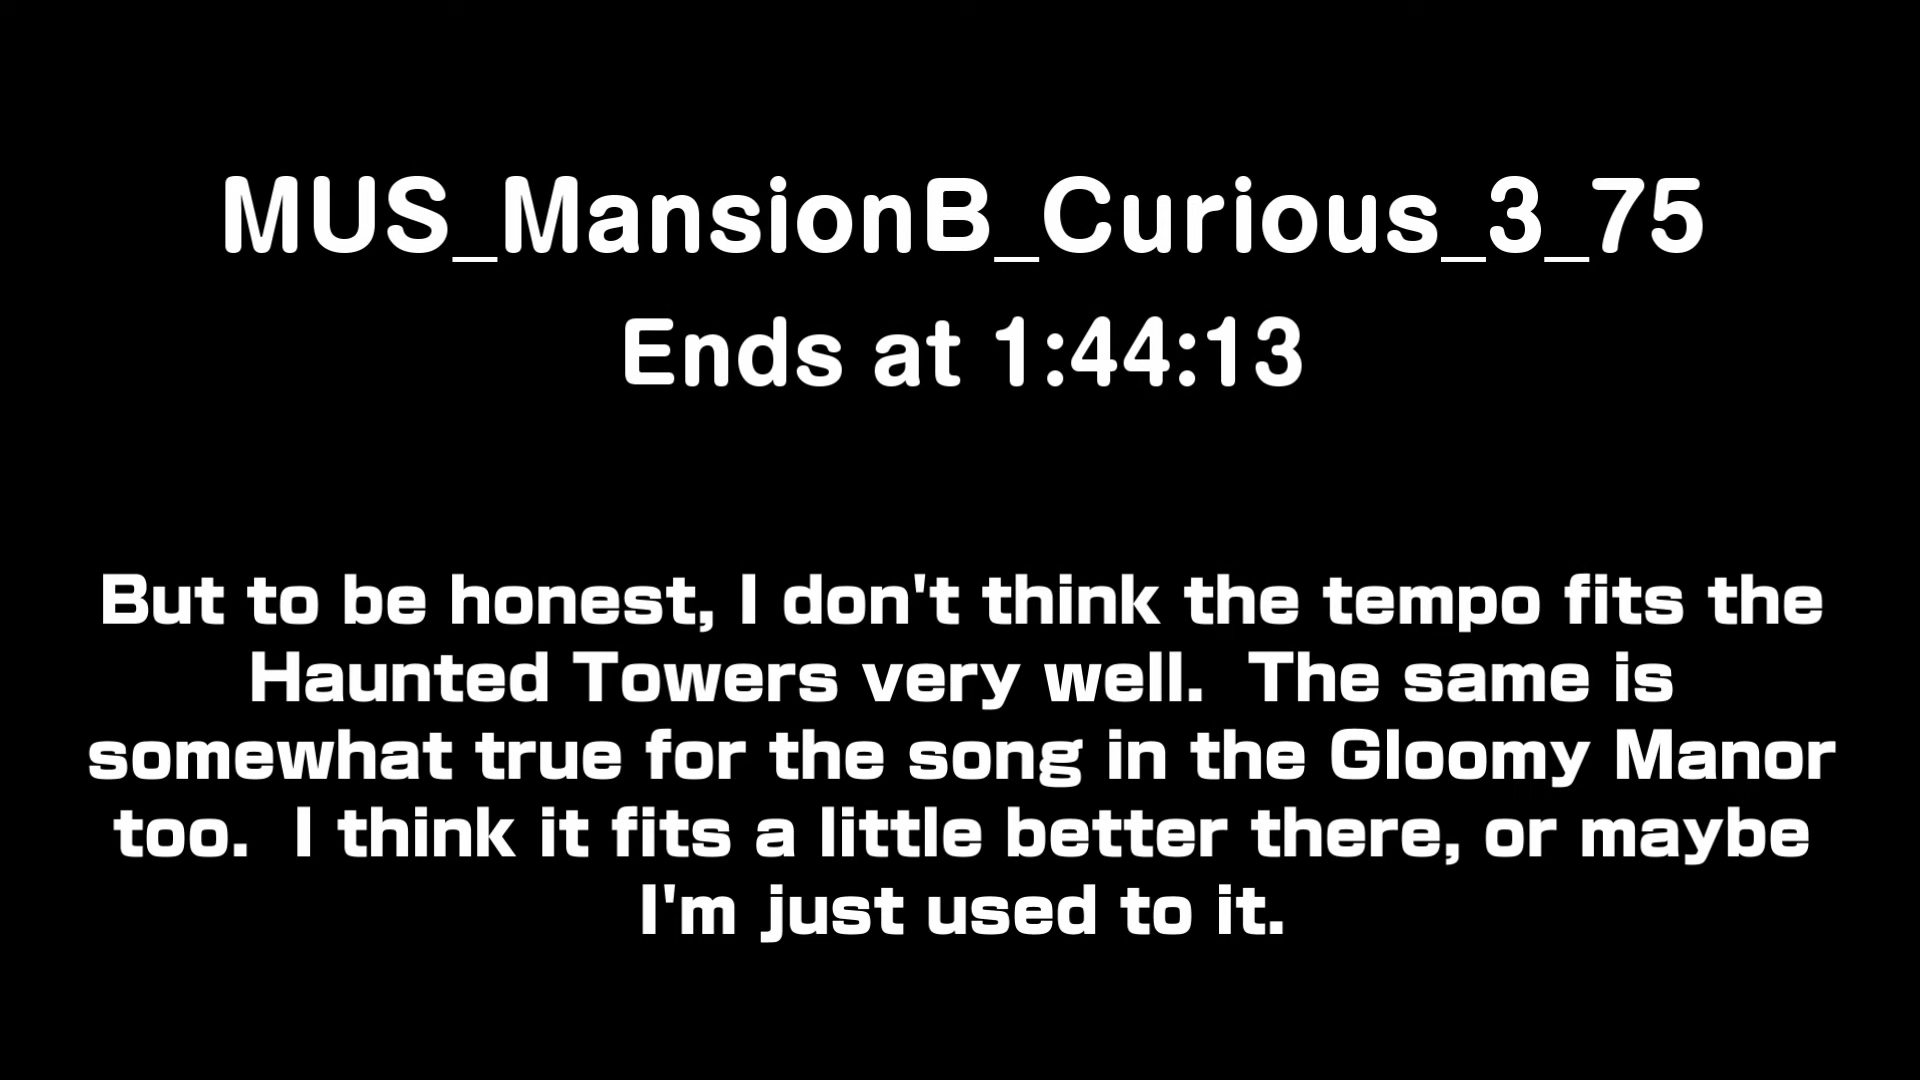 MUS_MansionB_Curious_3_75
Ends at 1:44:13
But to be honest, I don't think the tempo fits the
Haunted Towers very well.  The same is
somewhat true for the song in the Gloomy Manor
too.  I think it fits a little better there, or maybe
I'm just used to it.